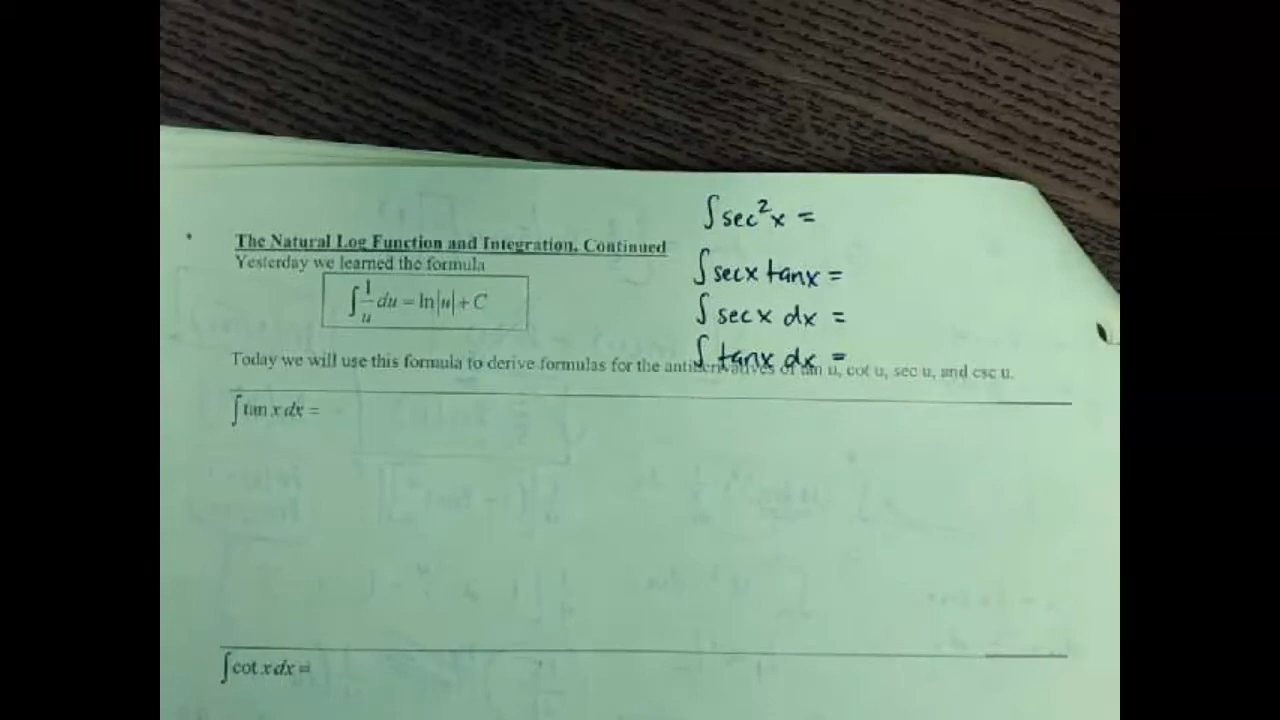 ∫sec²x =
The Natural Log Function and Integration, Continued
Yesterday we learned the formula
∫secx tanx =
∫ 1/u du = ln|u| + C
∫ secx dx =
∫ tanx dx =
Today we will use this formula to derive formulas for the antiderivatives of tan u, cot u, sec u, and csc u.
∫ tan x dx =
∫ cot x dx =